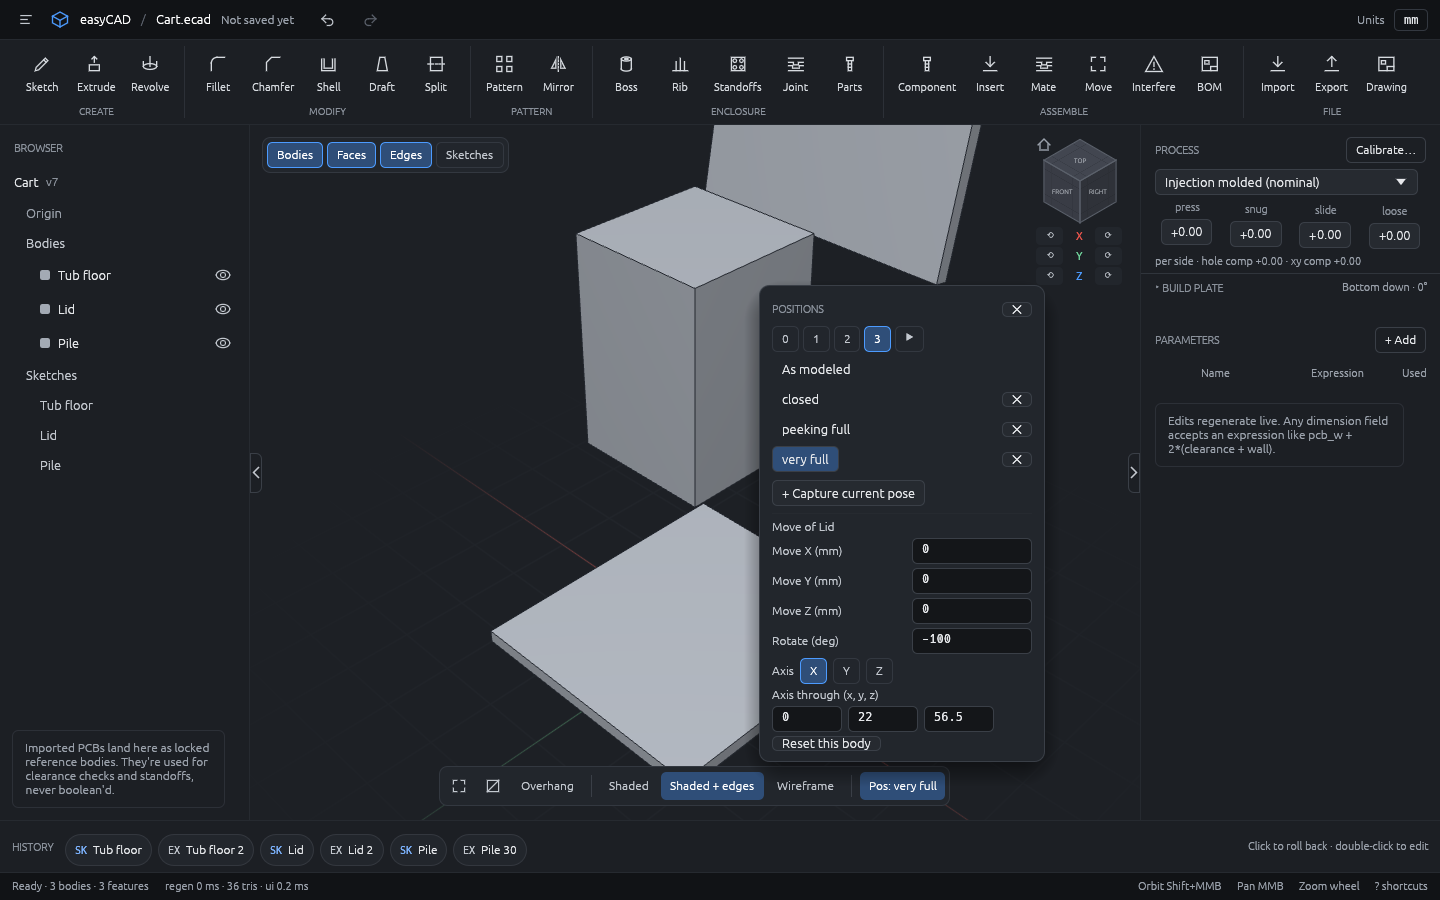 easyCAD / Cart.ecad Not saved yet
Units mm
Sketch Extrude Revolve
CREATE
Fillet Chamfer Shell Draft Split
MODIFY
Pattern Mirror
PATTERN
Boss Rib Standoffs Joint Parts
ENCLOSURE
Component Insert Mate Move Interfere BOM
ASSEMBLE
Import Export Drawing
FILE
BROWSER
Cart v7
Origin
Bodies
Tub floor
Lid
Pile
Sketches
Tub floor
Lid
Pile
Imported PCBs land here as locked
reference bodies. They're used for
clearance checks and standoffs,
never boolean'd.
Bodies Faces Edges Sketches
TOP
FRONT RIGHT
X
Y
Z
POSITIONS
0 1 2 3
As modeled
closed
peeking full
very full
+ Capture current pose
Move of Lid
Move X (mm) 0
Move Y (mm) 0
Move Z (mm) 0
Rotate (deg) -100
Axis X Y Z
Axis through (x, y, z)
0 22 56.5
Reset this body
Overhang Shaded Shaded + edges Wireframe Pos: very full
PROCESS Calibrate...
Injection molded (nominal)
press snug slide loose
+0.00 +0.00 +0.00 +0.00
per side · hole comp +0.00 · xy comp +0.00
BUILD PLATE Bottom down · 0°
PARAMETERS + Add
Name Expression Used
Edits regenerate live. Any dimension field
accepts an expression like pcb_w +
2*(clearance + wall).
HISTORY SK Tub floor EX Tub floor 2 SK Lid EX Lid 2 SK Pile EX Pile 30
Click to roll back · double-click to edit
Ready · 3 bodies · 3 features regen 0 ms · 36 tris · ui 0.2 ms
Orbit Shift+MMB Pan MMB Zoom wheel ? shortcuts